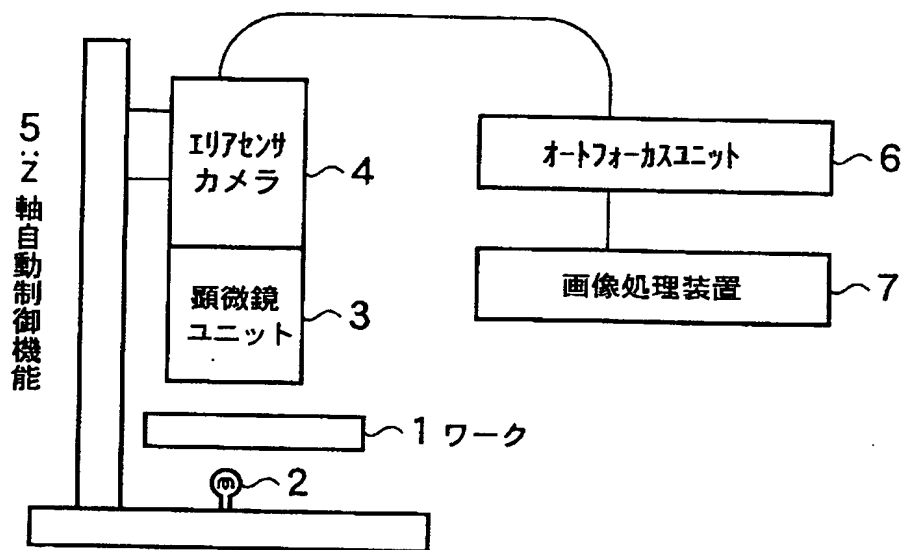 5:Z軸自動制御機能
エリアセンサ
カメラ
4
顕微鏡
ユニット
3
1 ワーク
2
オートフォーカスユニット
6
画像処理装置
7